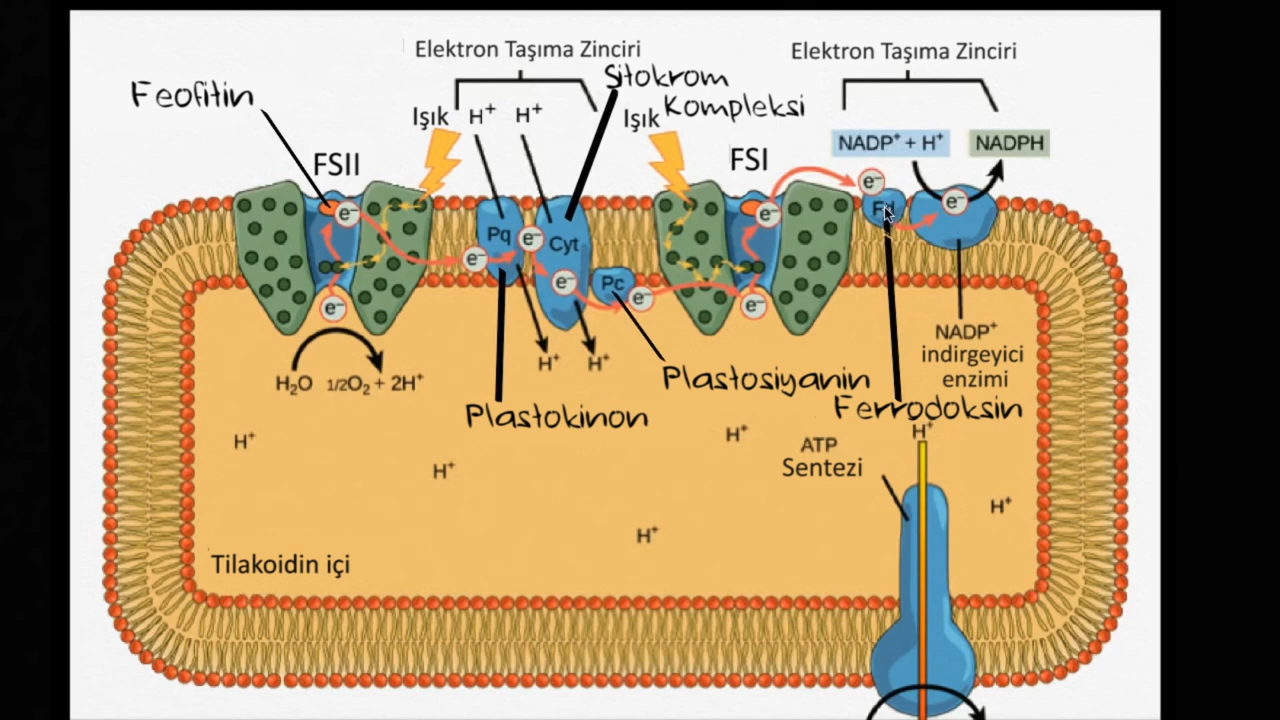 Elektron Taşıma Zinciri
Elektron Taşıma Zinciri
Feofitin
Sitokrom
Kompleksi
Işık
H⁺
H⁺
Işık
FSII
FSI
NADP⁺ + H⁺
NADPH
e⁻
e⁻
e⁻
e⁻
Pq
e⁻
Cyt
e⁻
e⁻
Pc
e⁻
e⁻
e⁻
e⁻
H⁺
H⁺
H₂O 1/2O₂ + 2H⁺
NADP⁺
indirgeyici
enzimi
Plastosiyanin
Plastokinon
Ferrodoksin
H⁺
H⁺
H⁺
H⁺
ATP
Sentezi
H⁺
H⁺
Tilakoidin içi